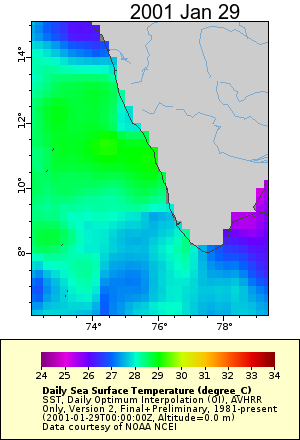 2001 Jan 29
14°
12°
10°
8°
74° 76° 78°
24 25 26 27 28 29 30 31 32 33 34
Daily Sea Surface Temperature (degree_C)
SST, Daily Optimum Interpolation (OI), AVHRR
Only, Version 2, Final+Preliminary, 1981-present
(2001-01-29T00:00:00Z, Altitude=0.0 m)
Data courtesy of NOAA NCEI